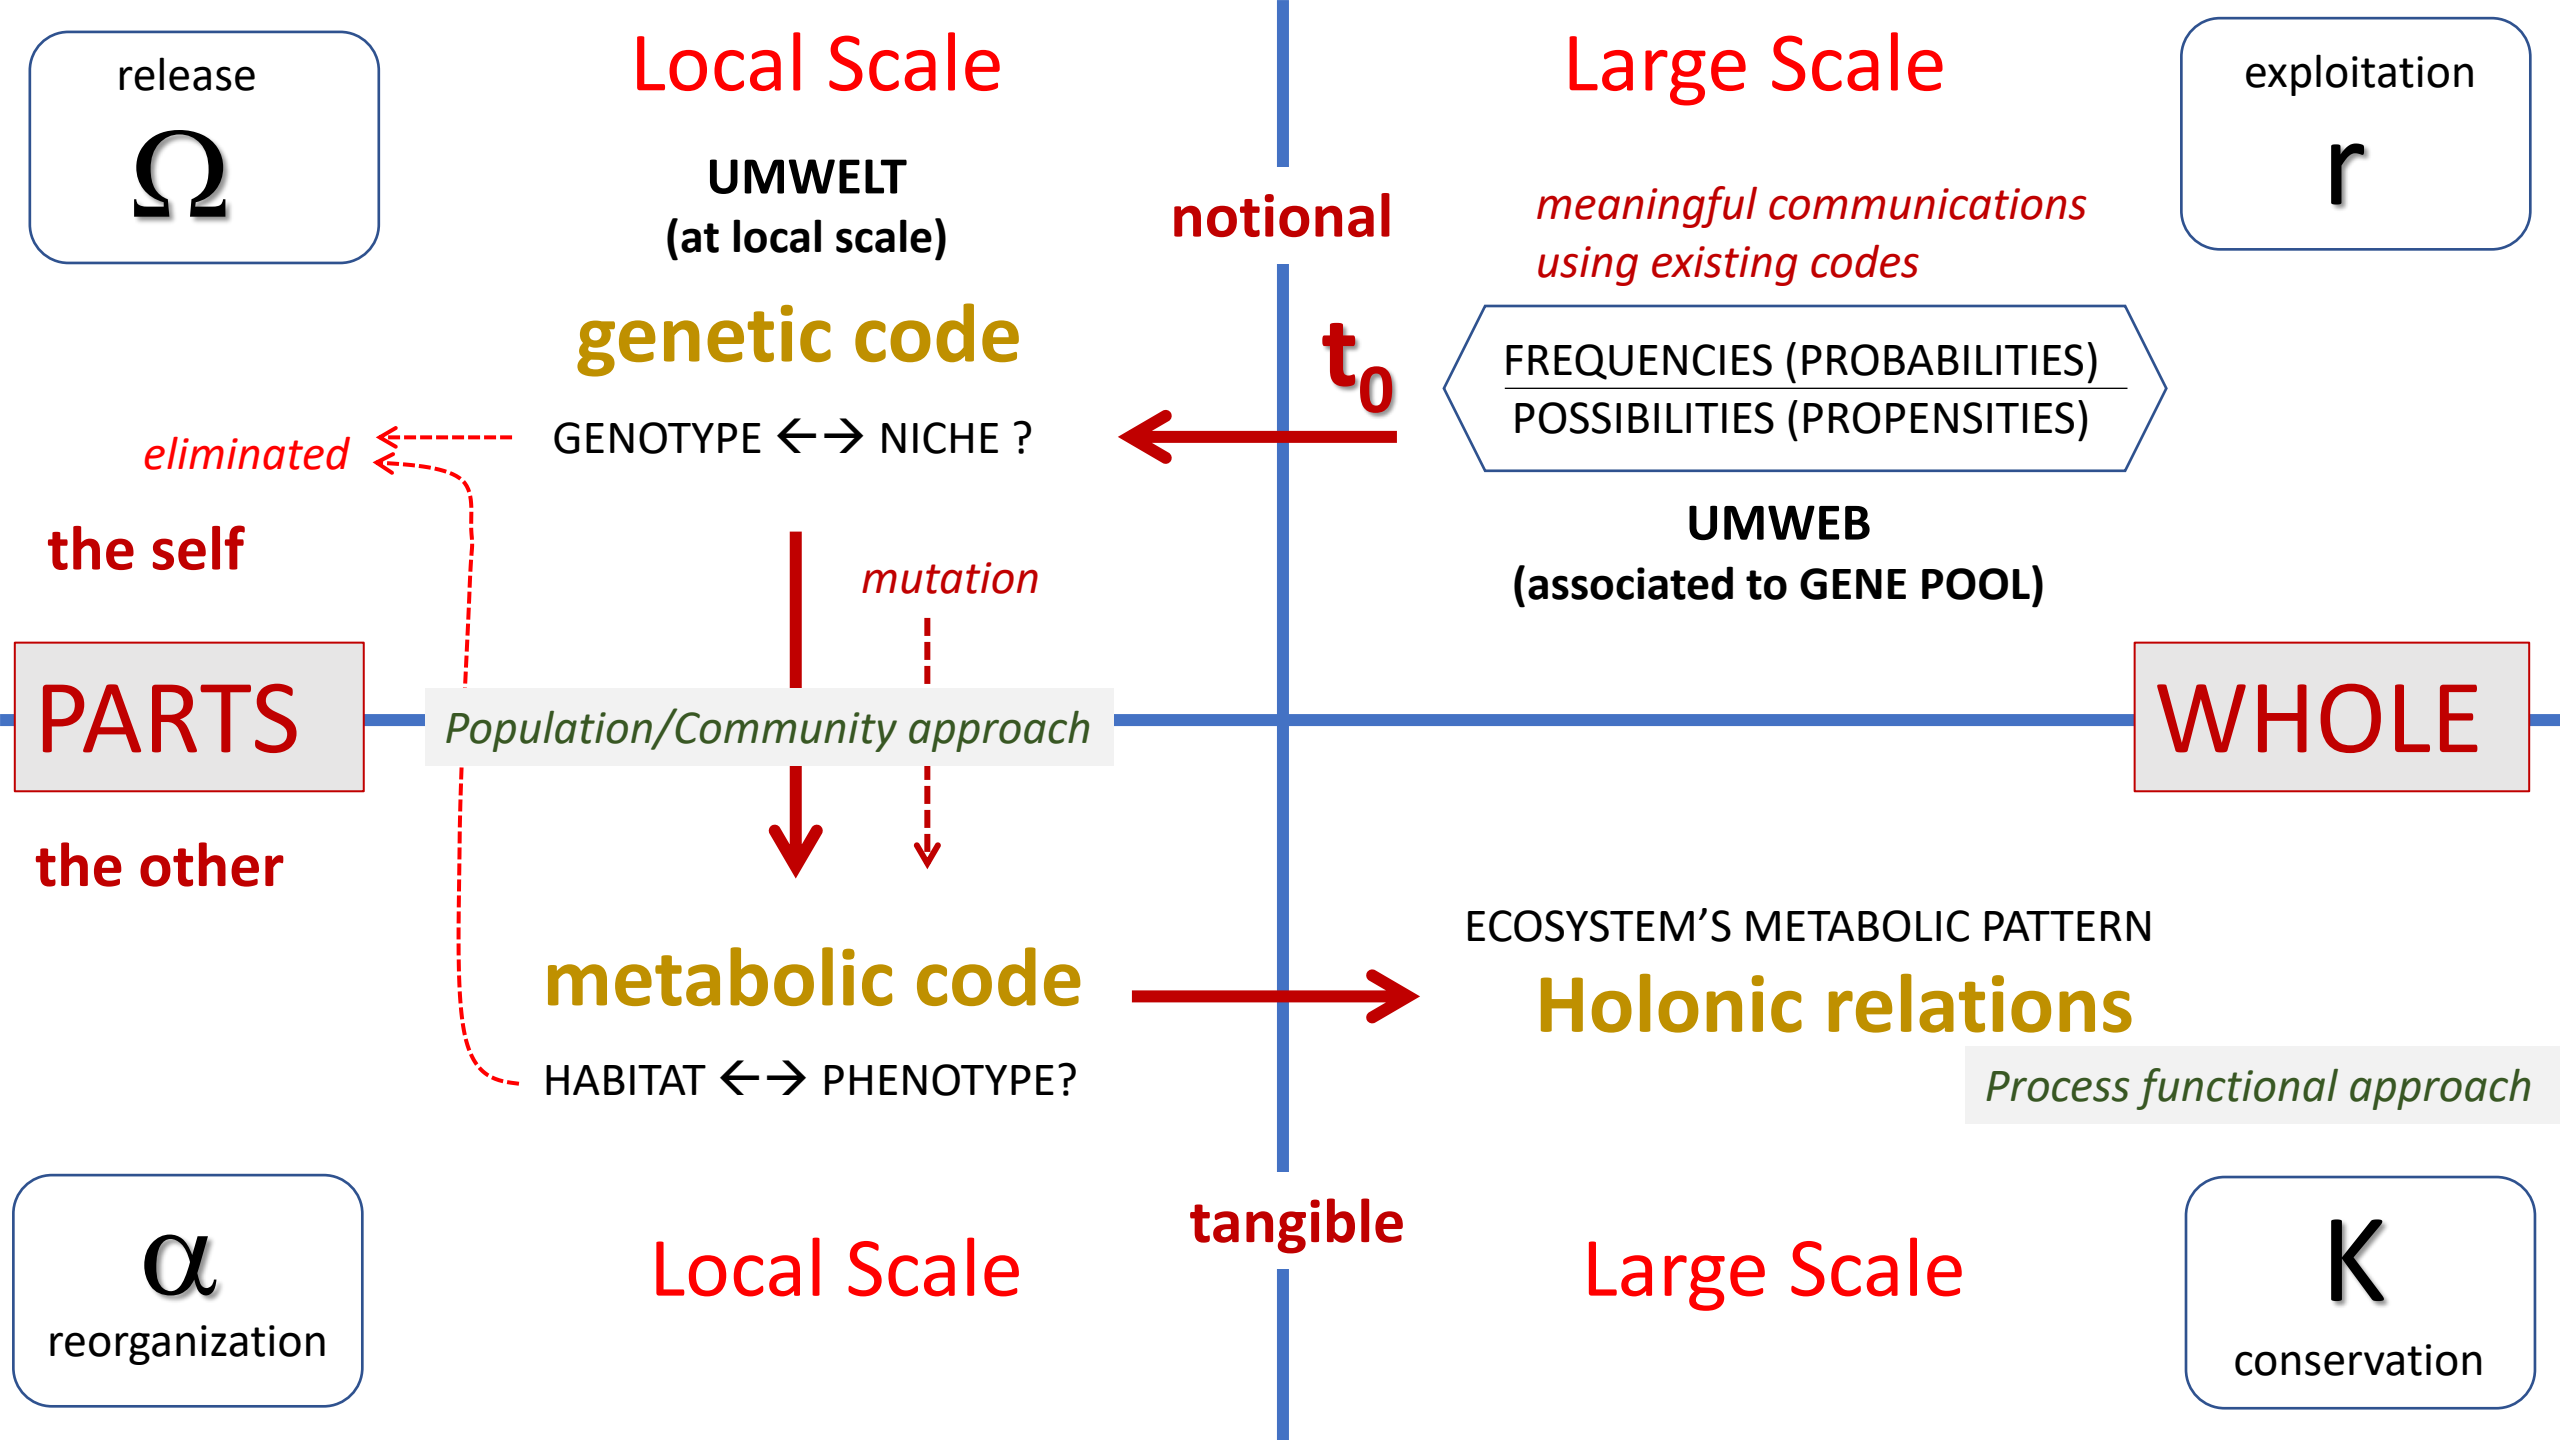 release
Ω
Local Scale
UMWELT
(at local scale)
genetic code
GENOTYPE ←→ NICHE ?
eliminated
the self
mutation
notional
Large Scale
exploitation
r
meaningful communications
using existing codes
t0
FREQUENCIES (PROBABILITIES)
POSSIBILITIES (PROPENSITIES)
UMWEB
(associated to GENE POOL)
PARTS
Population/Community approach
WHOLE
the other
metabolic code
HABITAT ←→ PHENOTYPE?
α
reorganization
Local Scale
tangible
ECOSYSTEM’S METABOLIC PATTERN
Holonic relations
Process functional approach
Large Scale
K
conservation